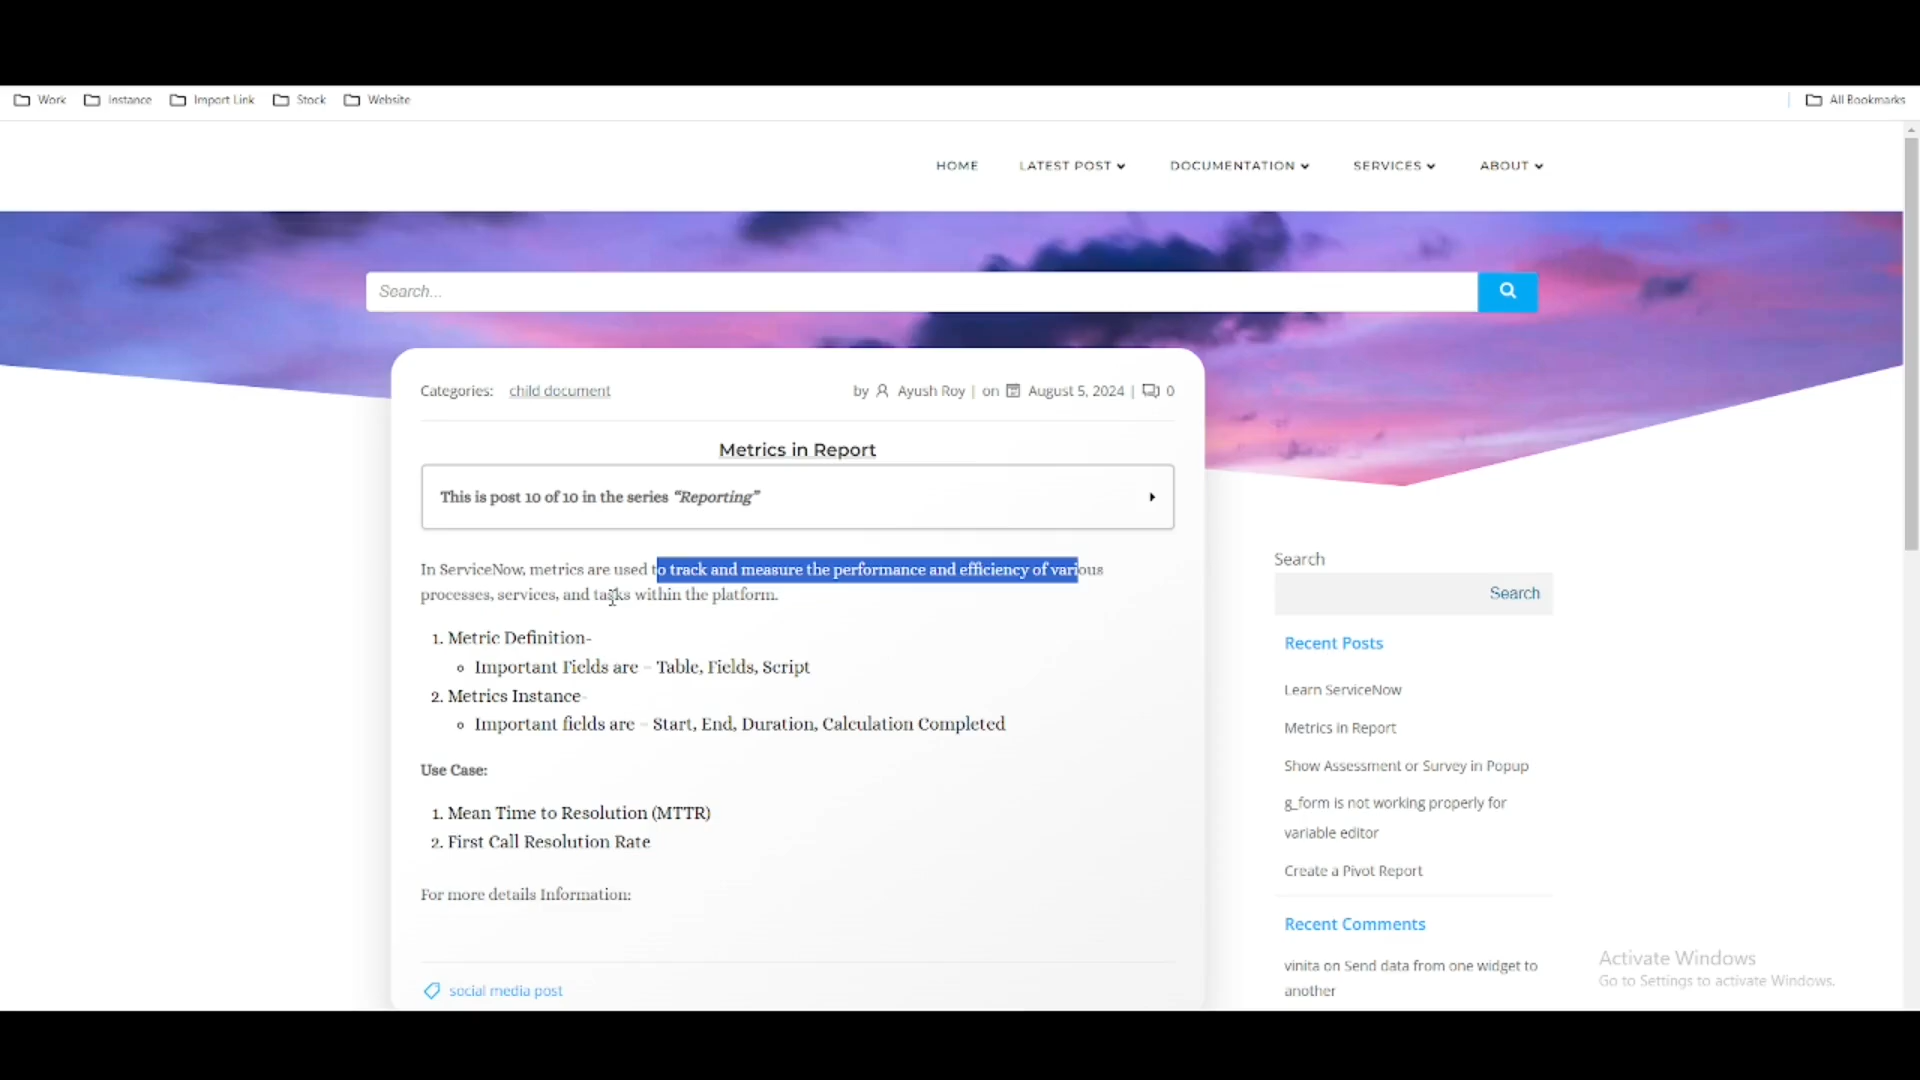 Work Instance Import Link Stock Website All Bookmarks
HOME LATEST POST DOCUMENTATION SERVICES ABOUT
Search...
Categories: child document by Ayush Roy | on August 5, 2024 | 0
Metrics in Report
This is post 10 of 10 in the series “Reporting”
In ServiceNow, metrics are used to track and measure the performance and efficiency of various
processes, services, and tasks within the platform.
1. Metric Definition-
Important Fields are – Table, Fields, Script
2. Metrics Instance-
Important fields are – Start, End, Duration, Calculation Completed
Use Case:
1. Mean Time to Resolution (MTTR)
2. First Call Resolution Rate
For more details Information:
social media post
Search
Search
Recent Posts
Learn ServiceNow
Metrics in Report
Show Assessment or Survey in Popup
g_form is not working properly for
variable editor
Create a Pivot Report
Recent Comments
vinita on Send data from one widget to
another
Activate Windows
Go to Settings to activate Windows.